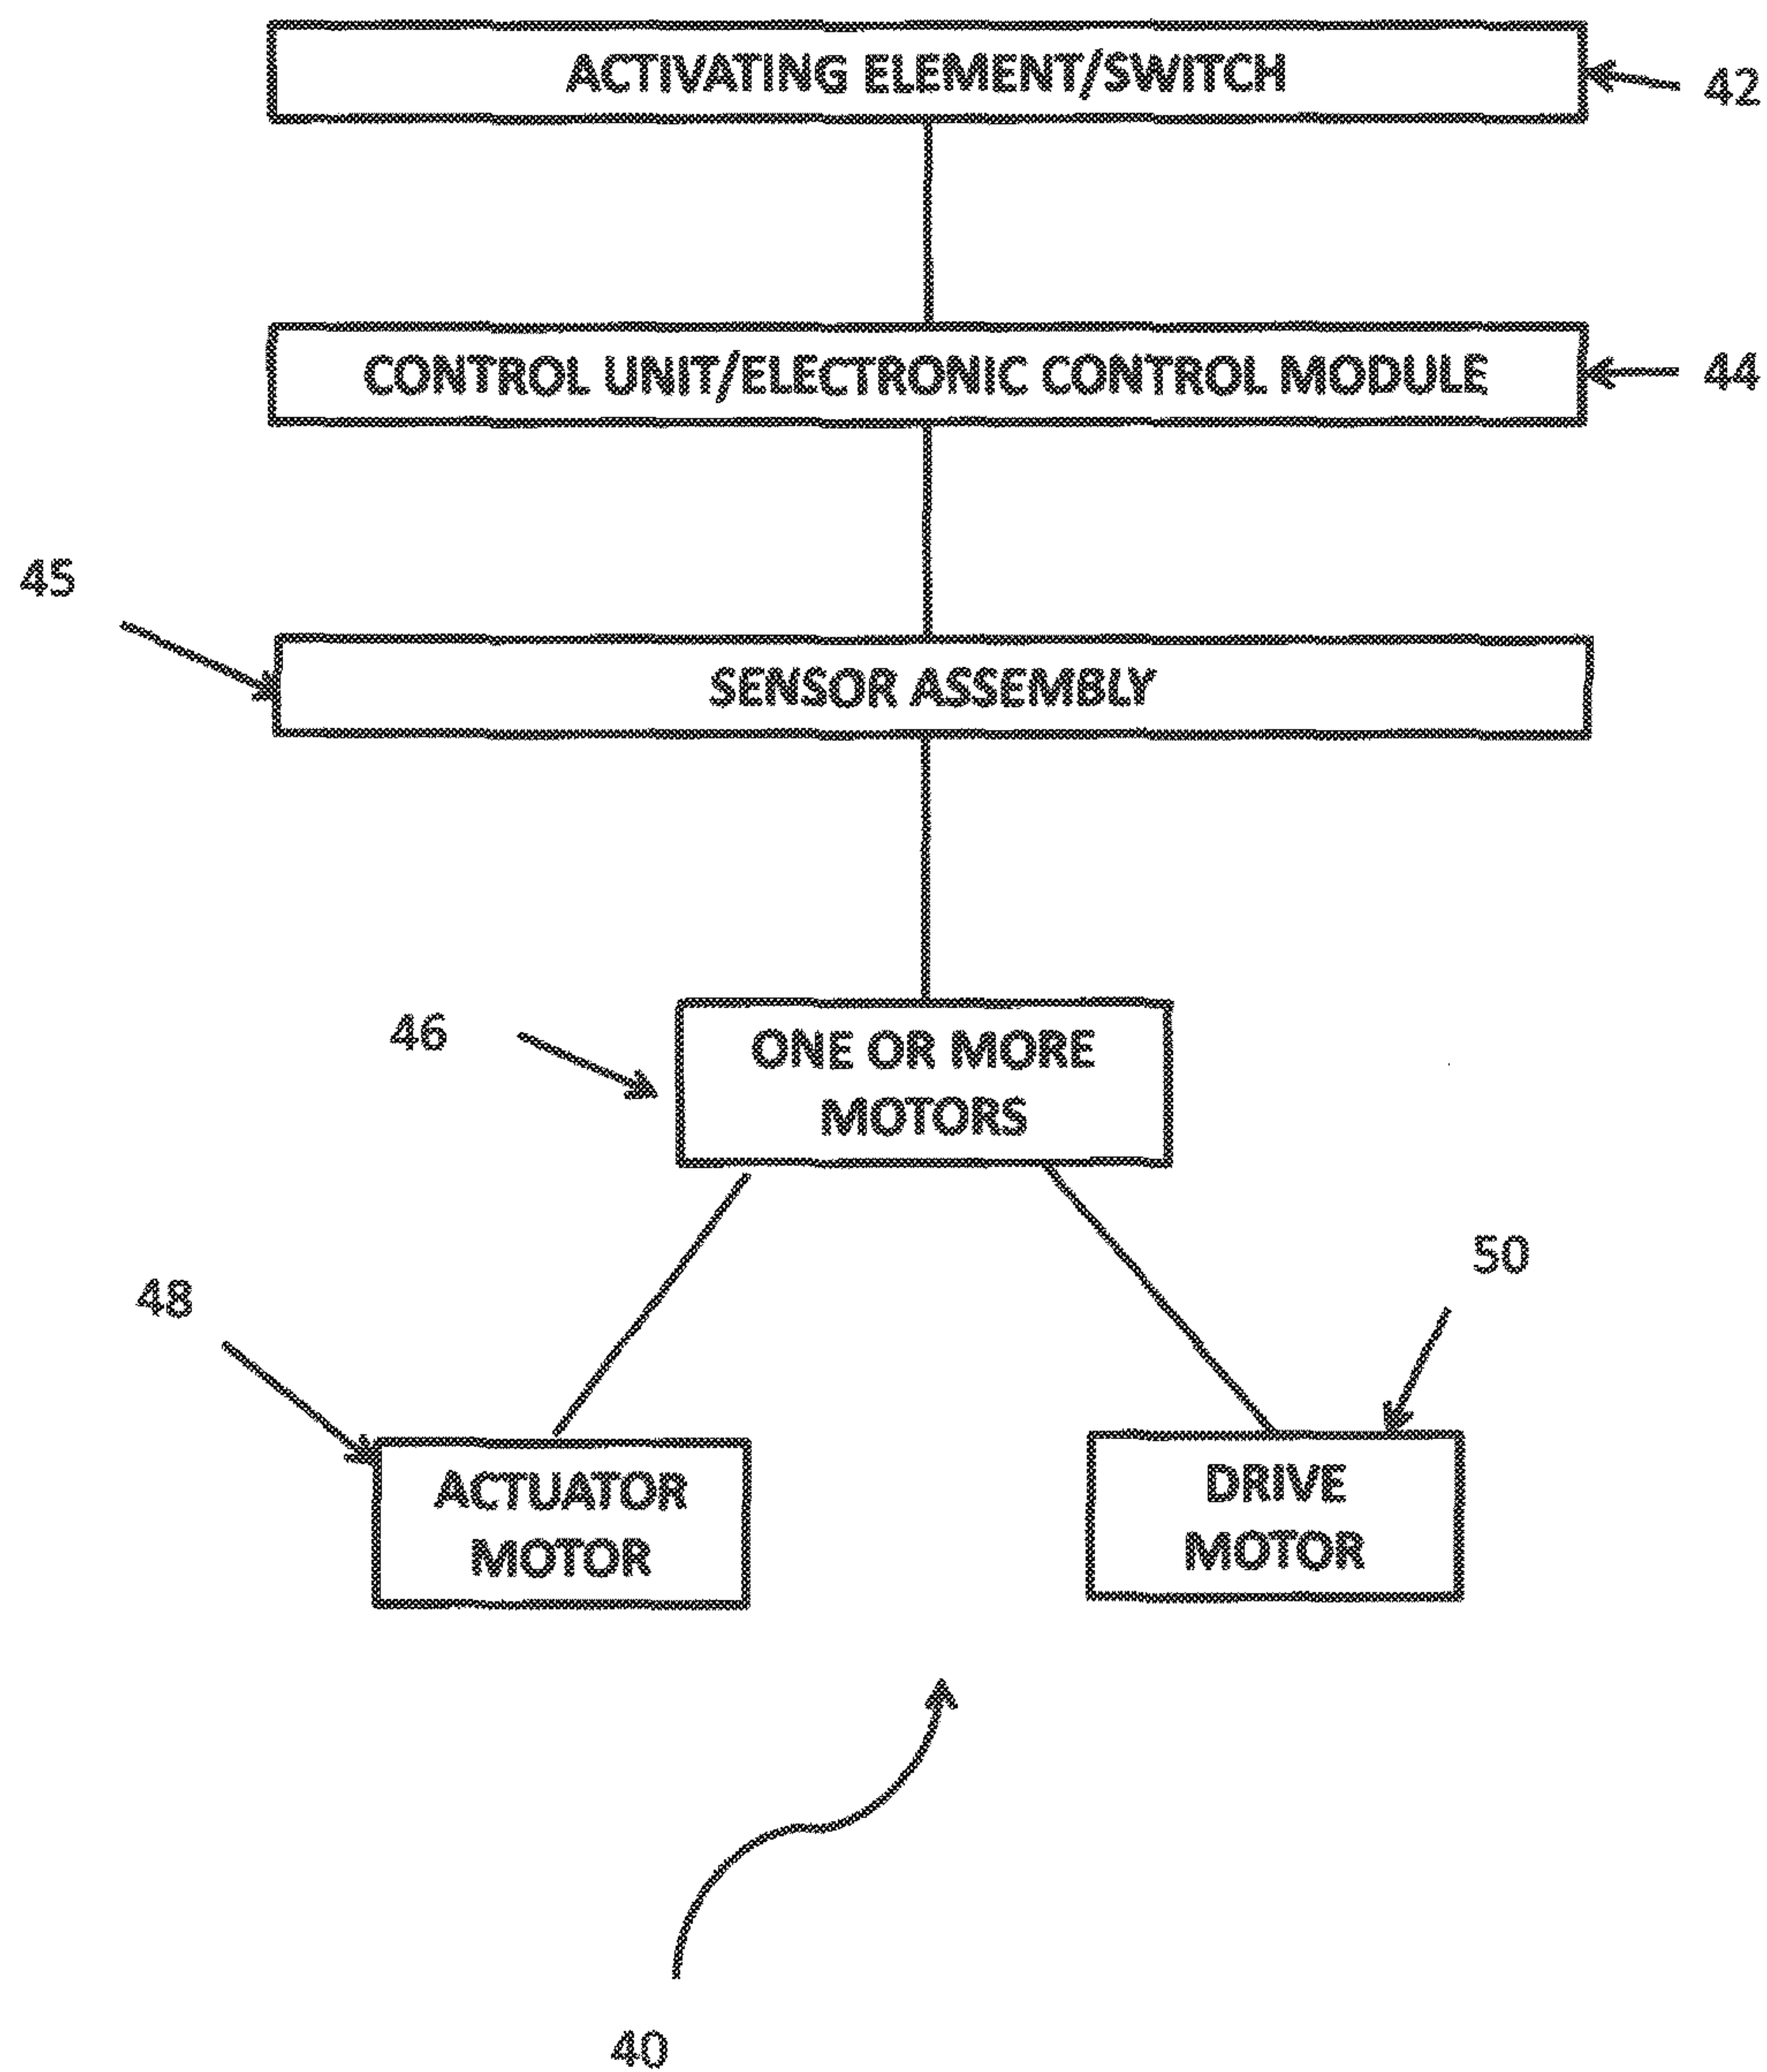 ACTIVATING ELEMENT/SWITCH
42
CONTROL UNIT/ELECTRONIC CONTROL MODULE
44
45
SENSOR ASSEMBLY
46
ONE OR MORE
MOTORS
50
48
ACTUATOR
MOTOR
DRIVE
MOTOR
40